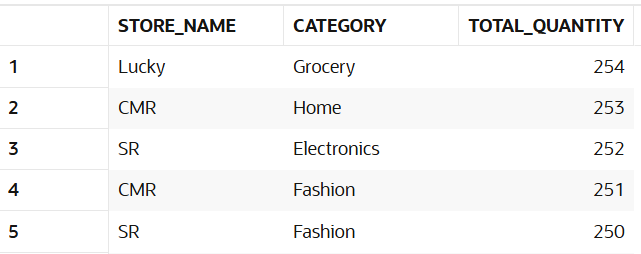 STORE_NAME CATEGORY TOTAL_QUANTITY
1 Lucky Grocery 254
2 CMR Home 253
3 SR Electronics 252
4 CMR Fashion 251
5 SR Fashion 250